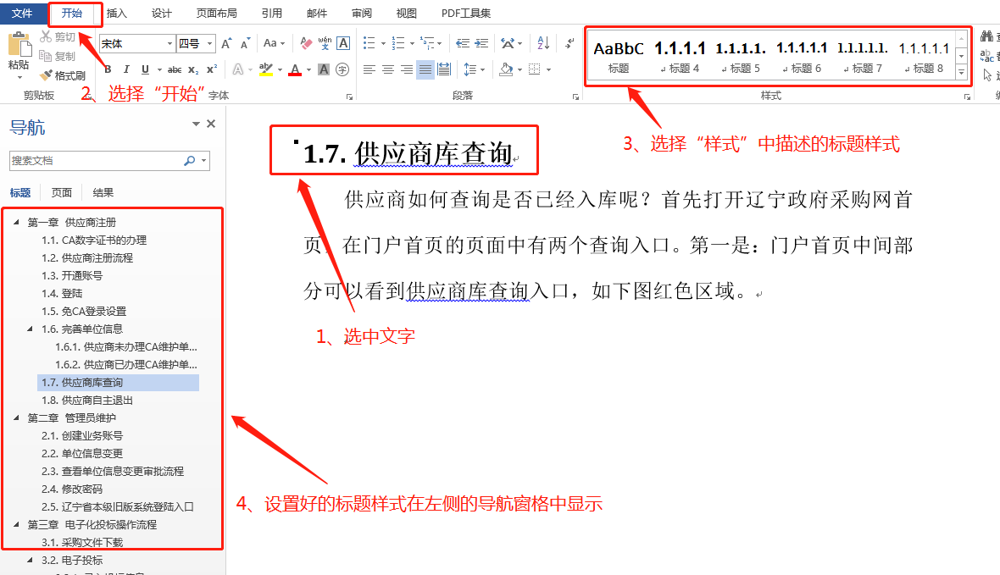 文件 开始 插入 设计 页面布局 引用 邮件 审阅 视图 PDF工具集
粘贴 剪切 复制 格式刷
宋体 四号
B I U abc x₂ x² A aby A A 字
Aa wén 文 A
AaBbC 1.1.1.1 1.1.1.1. 1.1.1.1.1 1.1.1.1.1. 1.1.1.1.1
标题 标题 4 标题 5 标题 6 标题 7 标题 8
剪贴板 字体 段落 样式
2、选择“开始”
3、选择“样式”中描述的标题样式
导航
搜索文档
标题 页面 结果
第一章 供应商注册
1.1. CA数字证书的办理
1.2. 供应商注册流程
1.3. 开通账号
1.4. 登陆
1.5. 免CA登录设置
1.6. 完善单位信息
1.6.1. 供应商未办理CA维护单...
1.6.2. 供应商已办理CA维护单...
1.7. 供应商库查询
1.8. 供应商自主退出
第二章 管理员维护
2.1. 创建业务账号
2.2. 单位信息变更
2.3. 查看单位信息变更审批流程
2.4. 修改密码
2.5. 辽宁省本级旧版系统登陆入口
第三章 电子化投标操作流程
3.1. 采购文件下载
3.2. 电子投标
1.7. 供应商库查询
供应商如何查询是否已经入库呢？首先打开辽宁政府采购网首
页，在门户首页的页面中有两个查询入口。第一是：门户首页中间部
分可以看到供应商库查询入口，如下图红色区域。
1、选中文字
4、设置好的标题样式在左侧的导航窗格中显示